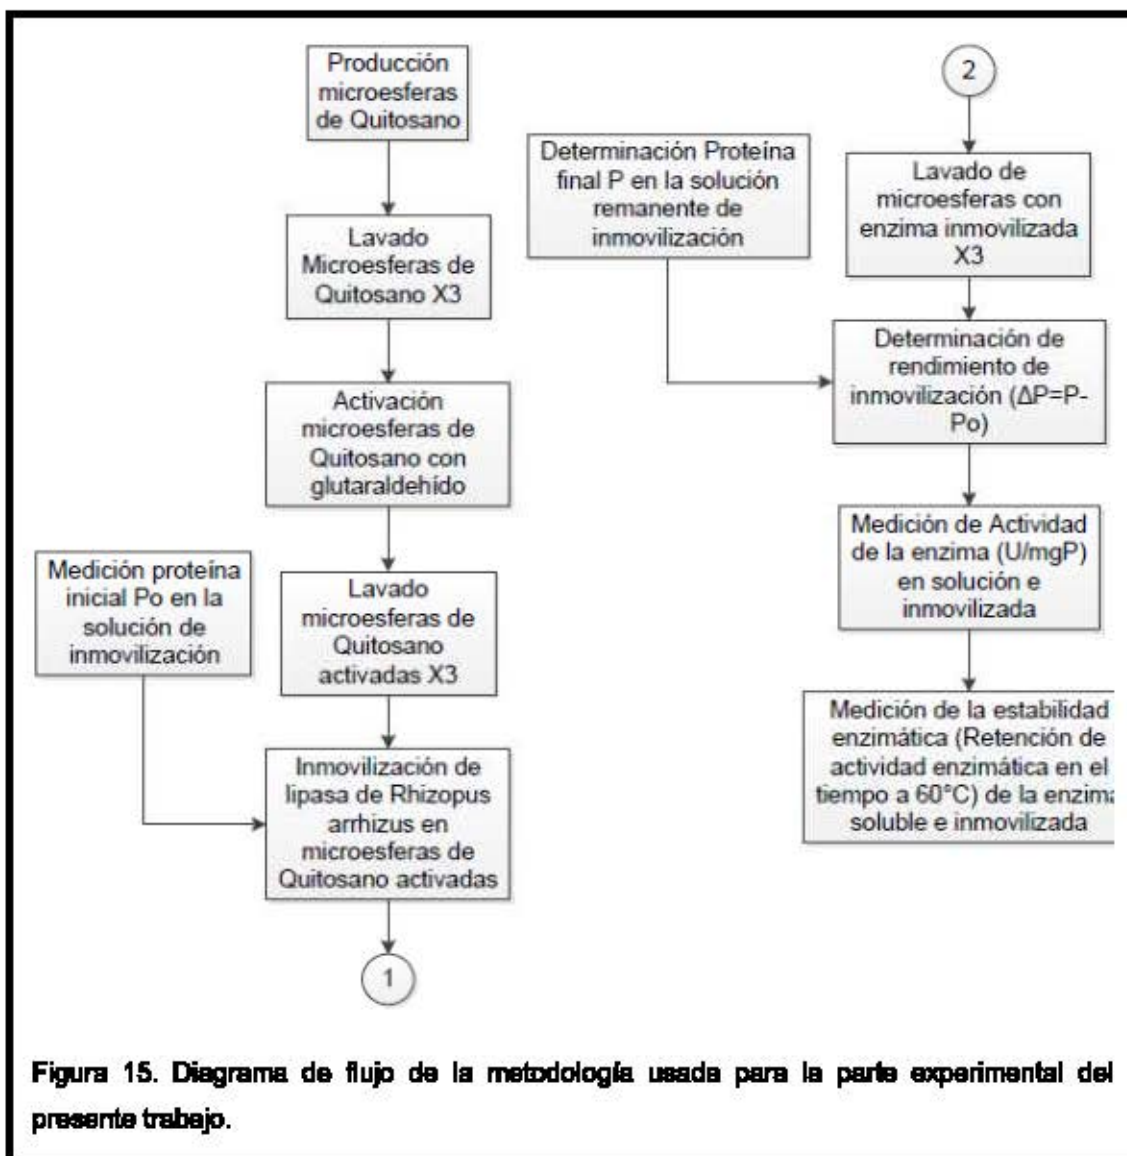 Producción
microesferas
de Quitosano
Lavado
Microesferas de
Quitosano X3
Activación
microesferas de
Quitosano con
glutaraldehído
Medición proteína
inicial Po en la
solución de
inmovilización
Lavado
microesferas de
Quitosano
activadas X3
Inmovilización de
lipasa de Rhizopus
arrhizus en
microesferas de
Quitosano activadas
1
2
Determinación Proteína
final P en la solución
remanente de
inmovilización
Lavado de
microesferas con
enzima inmovilizada
X3
Determinación de
rendimiento de
inmovilización (ΔP=P-
Po)
Medición de Actividad
de la enzima (U/mgP)
en solución e
inmovilizada
Medición de la estabilidad
enzimática (Retención de
actividad enzimática en el
tiempo a 60°C) de la enzima
soluble e inmovilizada
Figura 15. Diagrama de flujo de la metodología usada para la parte experimental del
presente trabajo.